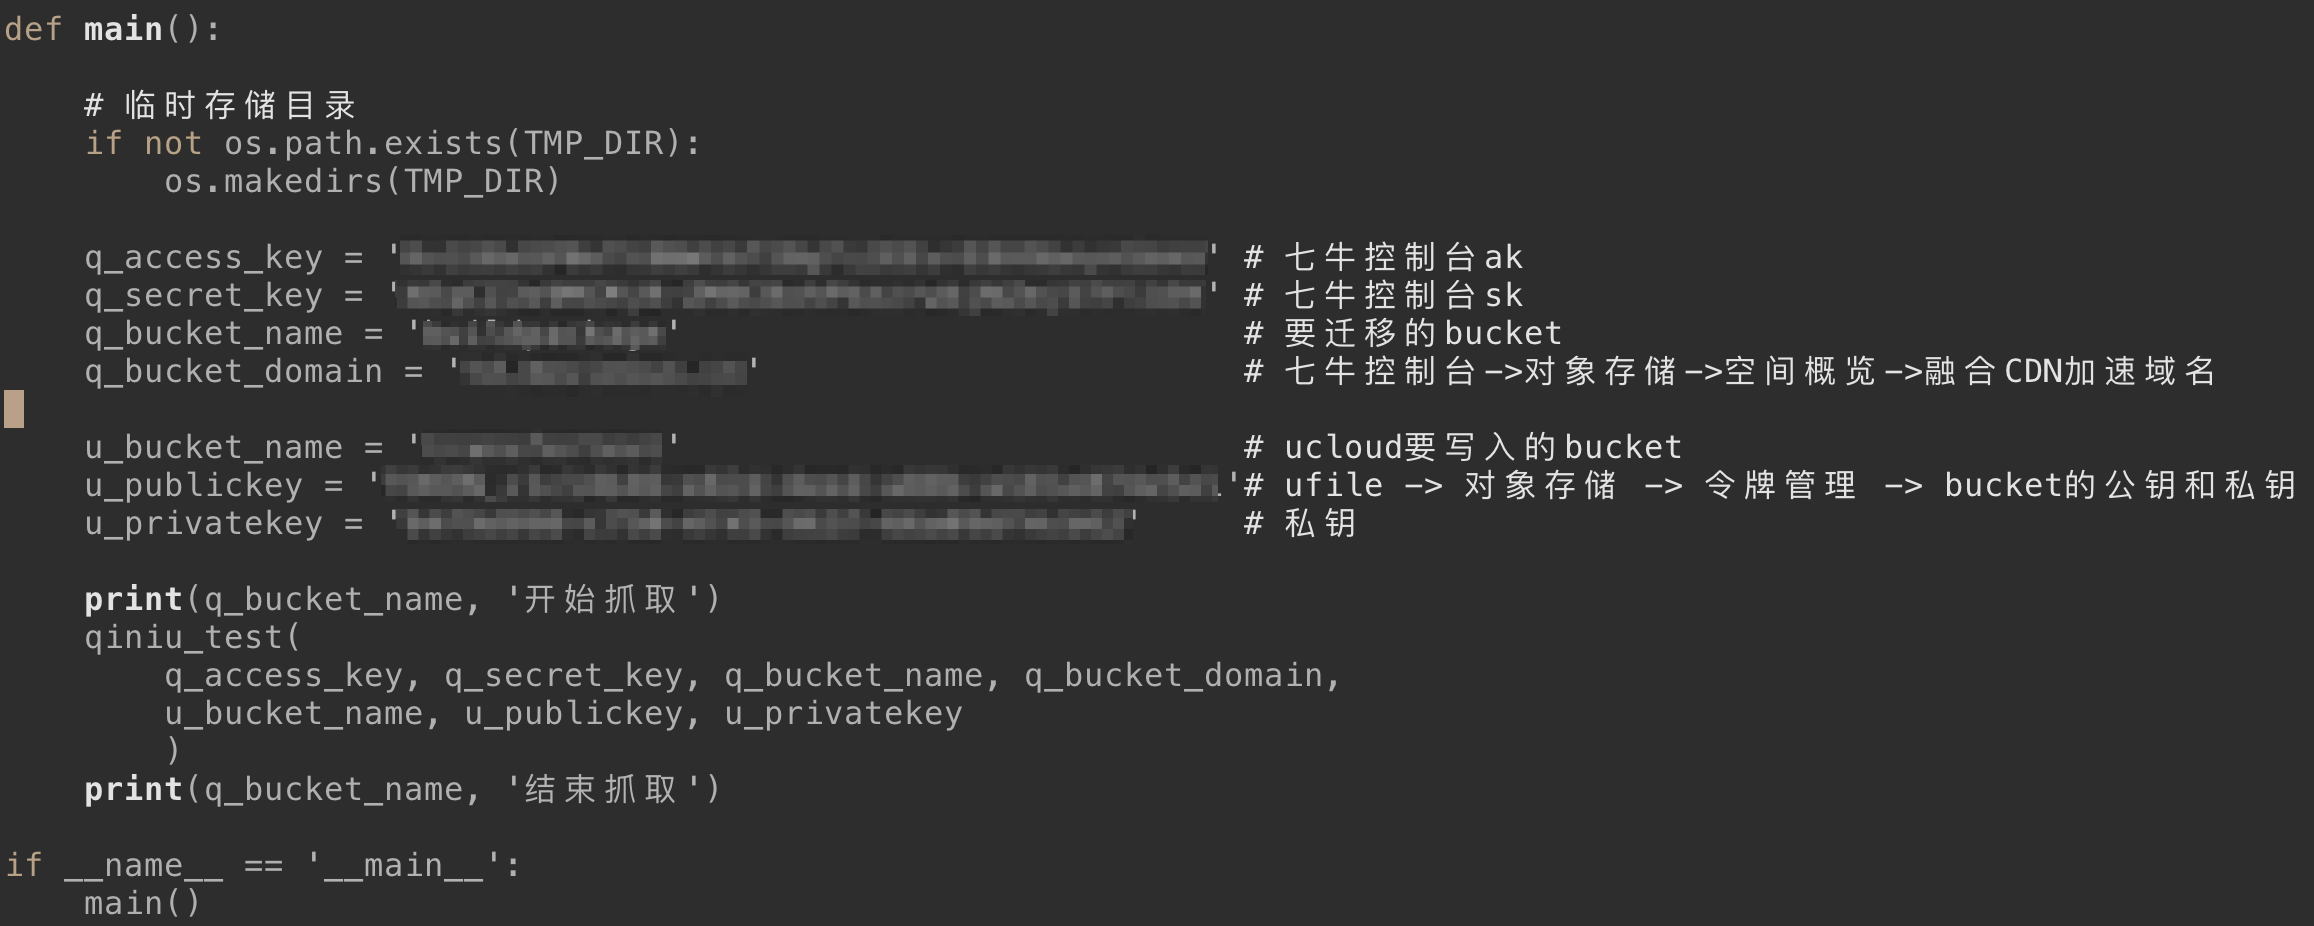 def main():
# 临时存储目录
if not os.path.exists(TMP_DIR):
os.makedirs(TMP_DIR)
q_access_key = '' # 七牛控制台ak
q_secret_key = '' # 七牛控制台sk
q_bucket_name = '' # 要迁移的bucket
q_bucket_domain = '' # 七牛控制台->对象存储->空间概览->融合CDN加速域名
u_bucket_name = '' # ucloud要写入的bucket
u_publickey = '' # ufile -> 对象存储 -> 令牌管理 -> bucket的公钥和私钥
u_privatekey = '' # 私钥
print(q_bucket_name, '开始抓取')
qiniu_test(
q_access_key, q_secret_key, q_bucket_name, q_bucket_domain,
u_bucket_name, u_publickey, u_privatekey
)
print(q_bucket_name, '结束抓取')
if __name__ == '__main__':
main()